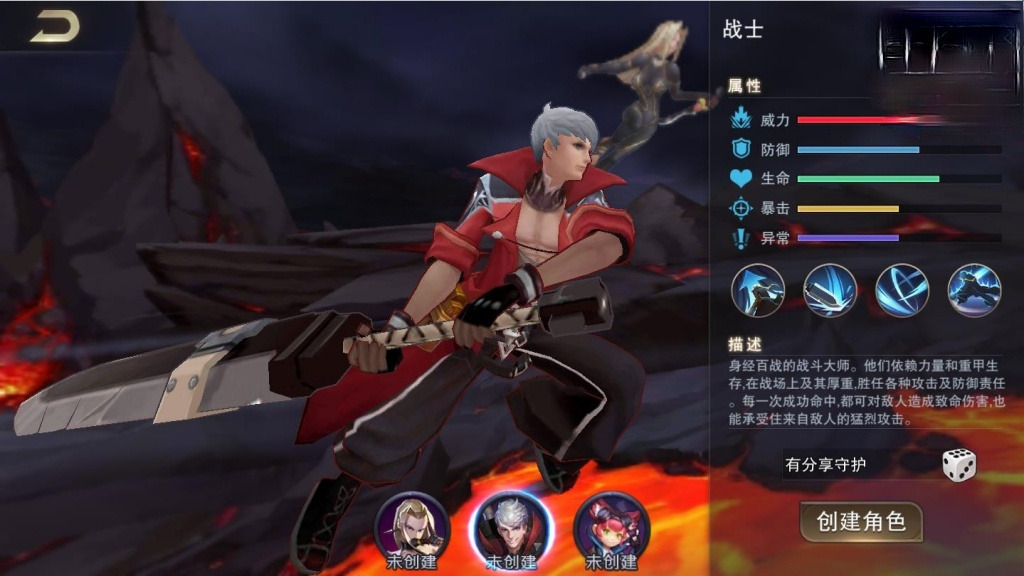 战士
属性
威力
防御
生命
暴击
异常
描述
身经百战的战斗大师。他们依赖力量和重甲生
存,在战场上及其厚重,胜任各种攻击及防御责任
。每一次成功命中,都可对敌人造成致命伤害,也
能承受住来自敌人的猛烈攻击。
有分享守护
创建角色
未创建 未创建 未创建